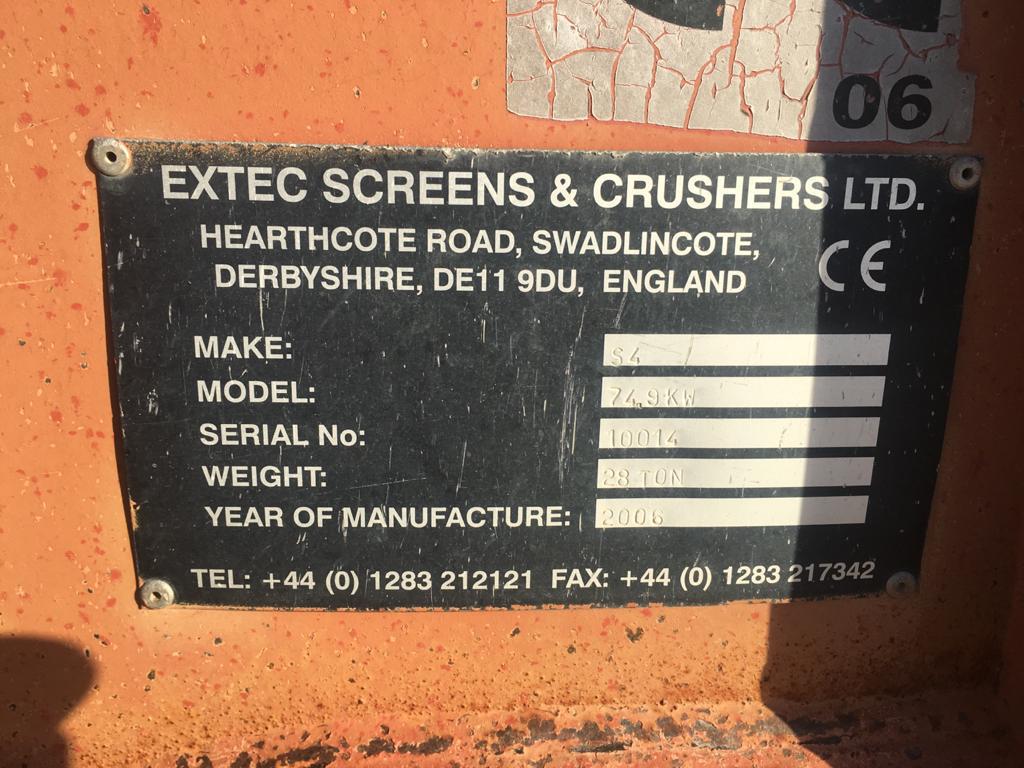 06
EXTEC SCREENS & CRUSHERS LTD.
HEARTHCOTE ROAD, SWADLINCOTE,
DERBYSHIRE, DE11 9DU, ENGLAND
CE
MAKE: S4
MODEL: 74.9KW
SERIAL No: 10014
WEIGHT: 28 TON
YEAR OF MANUFACTURE: 2006
TEL: +44 (0) 1283 212121 FAX: +44 (0) 1283 217342